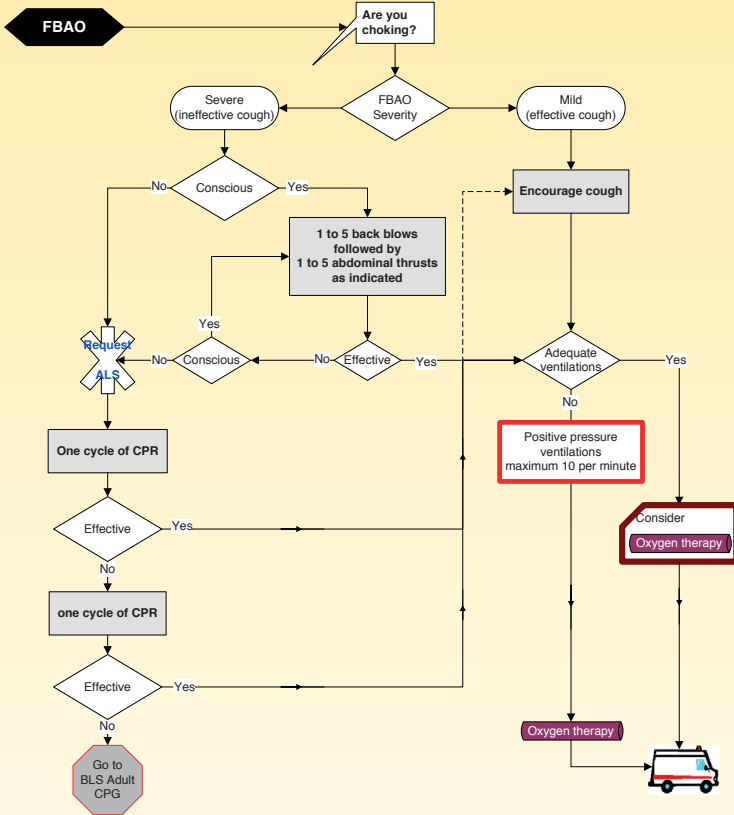 FBAO
Are you
choking?
Severe
(ineffective cough)
FBAO
Severity
Mild
(effective cough)
No
Conscious
Yes
Encourage cough
1 to 5 back blows
followed by
1 to 5 abdominal thrusts
as indicated
Yes
Request
ALS
No
Conscious
No
Effective
Yes
Adequate
ventilations
Yes
No
Positive pressure
ventilations
maximum 10 per minute
One cycle of CPR
Consider
Oxygen therapy
Effective
Yes
No
one cycle of CPR
Effective
Yes
No
Oxygen therapy
Go to
BLS Adult
CPG